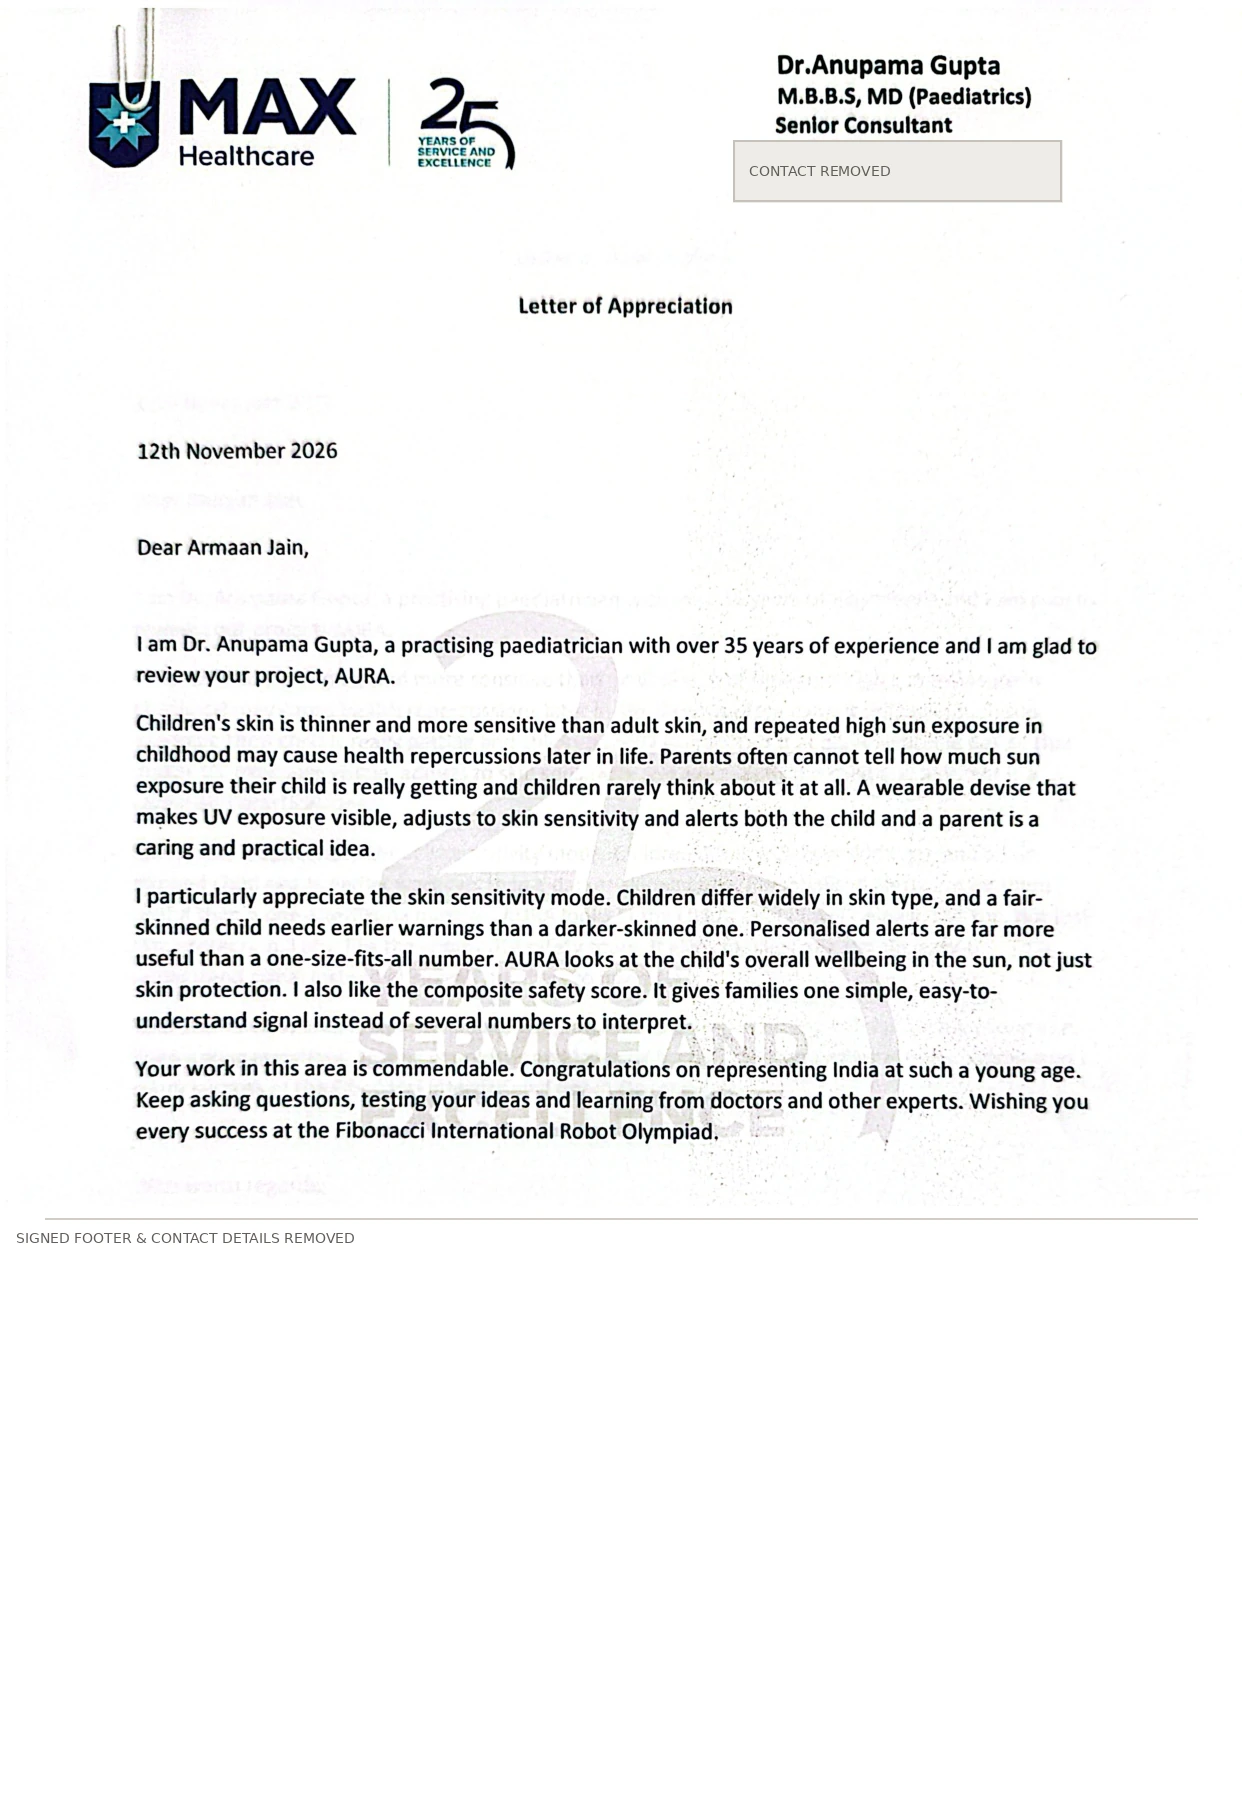 MAX
Healthcare
25
YEARS OF
SERVICE AND
EXCELLENCE
Dr.Anupama Gupta
M.B.B.S, MD (Paediatrics)
Senior Consultant
CONTACT REMOVED
Letter of Appreciation
12th November 2026
Dear Armaan Jain,
I am Dr. Anupama Gupta, a practising paediatrician with over 35 years of experience and I am glad to
review your project, AURA.
Children's skin is thinner and more sensitive than adult skin, and repeated high sun exposure in
childhood may cause health repercussions later in life. Parents often cannot tell how much sun
exposure their child is really getting and children rarely think about it at all. A wearable devise that
makes UV exposure visible, adjusts to skin sensitivity and alerts both the child and a parent is a
caring and practical idea.
I particularly appreciate the skin sensitivity mode. Children differ widely in skin type, and a fair-
skinned child needs earlier warnings than a darker-skinned one. Personalised alerts are far more
useful than a one-size-fits-all number. AURA looks at the child's overall wellbeing in the sun, not just
skin protection. I also like the composite safety score. It gives families one simple, easy-to-
understand signal instead of several numbers to interpret.
Your work in this area is commendable. Congratulations on representing India at such a young age.
Keep asking questions, testing your ideas and learning from doctors and other experts. Wishing you
every success at the Fibonacci International Robot Olympiad.
25
YEARS OF
SERVICE AND
EXCELLENCE
SIGNED FOOTER & CONTACT DETAILS REMOVED